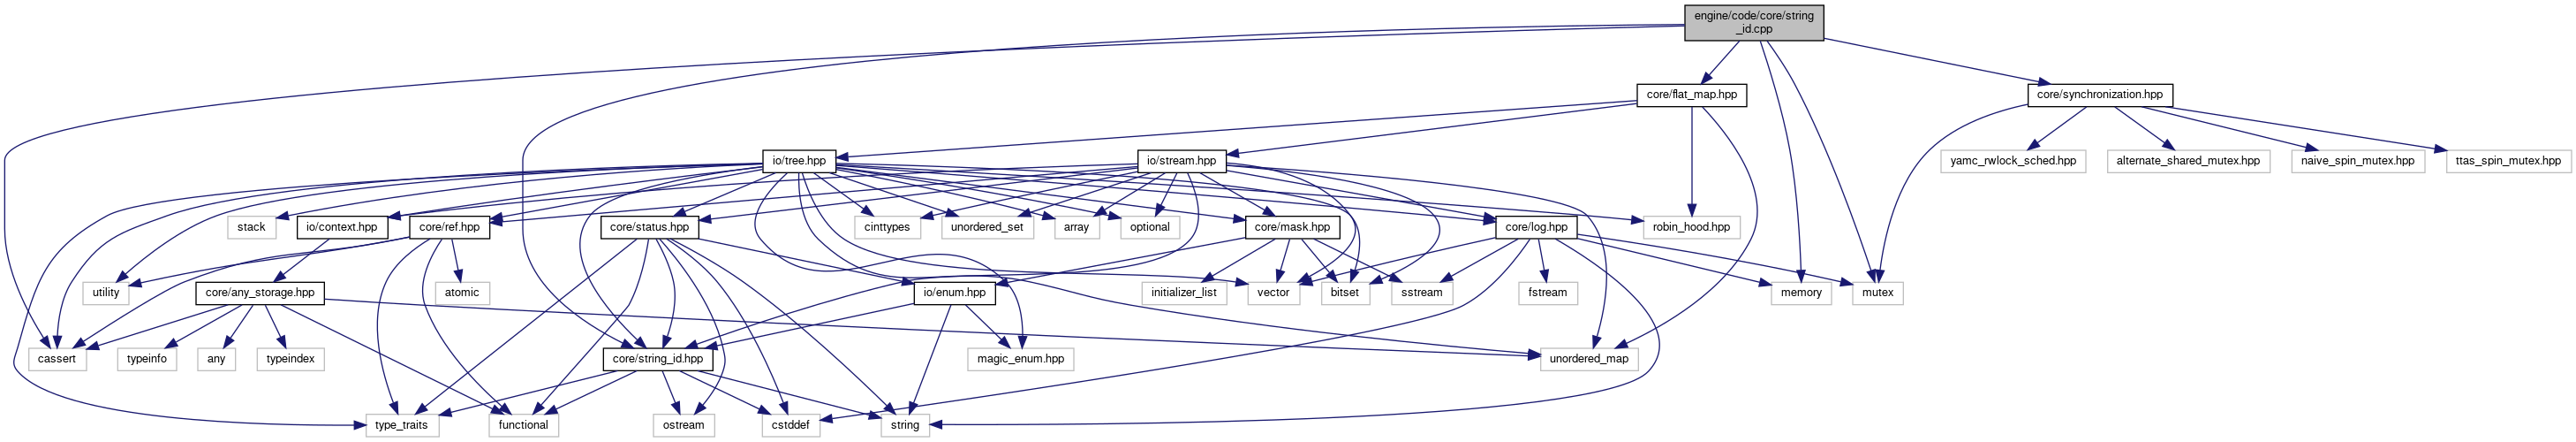 engine/code/core/string
_id.cpp
core/flat_map.hpp
core/synchronization.hpp
io/tree.hpp
io/stream.hpp
yamc_rwlock_sched.hpp
alternate_shared_mutex.hpp
naive_spin_mutex.hpp
ttas_spin_mutex.hpp
stack
io/context.hpp
core/ref.hpp
core/status.hpp
cinttypes
unordered_set
array
optional
core/mask.hpp
core/log.hpp
robin_hood.hpp
utility
core/any_storage.hpp
atomic
io/enum.hpp
initializer_list
vector
bitset
sstream
fstream
memory
mutex
cassert
typeinfo
any
typeindex
core/string_id.hpp
magic_enum.hpp
unordered_map
type_traits
functional
ostream
cstddef
string